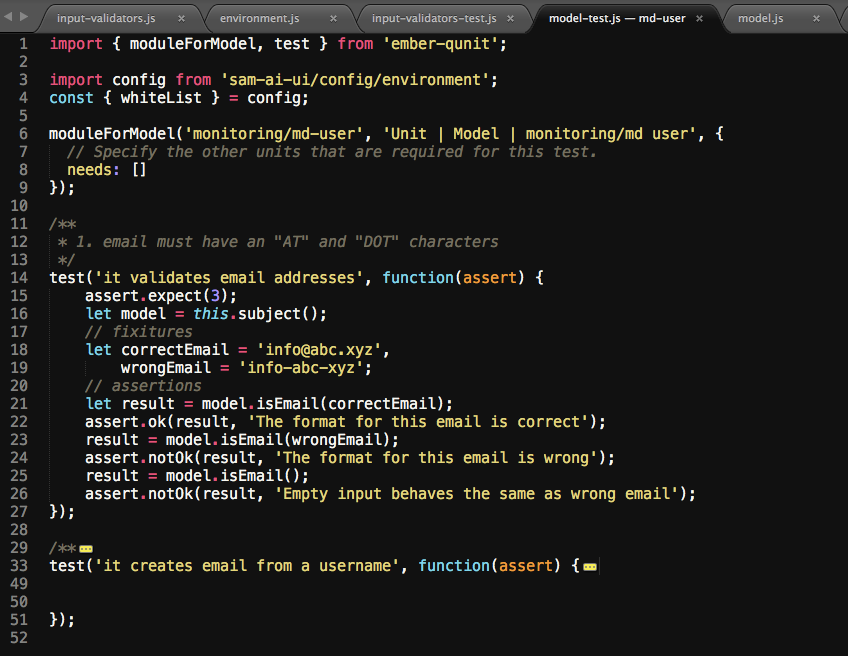 input-validators.js × environment.js × input-validators-test.js × model-test.js — md-user × model.js ×
1 import { moduleForModel, test } from 'ember-qunit';
2
3 import config from 'sam-ai-ui/config/environment';
4 const { whiteList } = config;
5
6 moduleForModel('monitoring/md-user', 'Unit | Model | monitoring/md user', {
7 // Specify the other units that are required for this test.
8 needs: []
9 });
10
11 /**
12 * 1. email must have an "AT" and "DOT" characters
13 */
14 test('it validates email addresses', function(assert) {
15 assert.expect(3);
16 let model = this.subject();
17 // fixitures
18 let correctEmail = 'info@abc.xyz',
19 wrongEmail = 'info-abc-xyz';
20 // assertions
21 let result = model.isEmail(correctEmail);
22 assert.ok(result, 'The format for this email is correct');
23 result = model.isEmail(wrongEmail);
24 assert.notOk(result, 'The format for this email is wrong');
25 result = model.isEmail();
26 assert.notOk(result, 'Empty input behaves the same as wrong email');
27 });
28
29 /**
33 test('it creates email from a username', function(assert) {
49
50
51 });
52